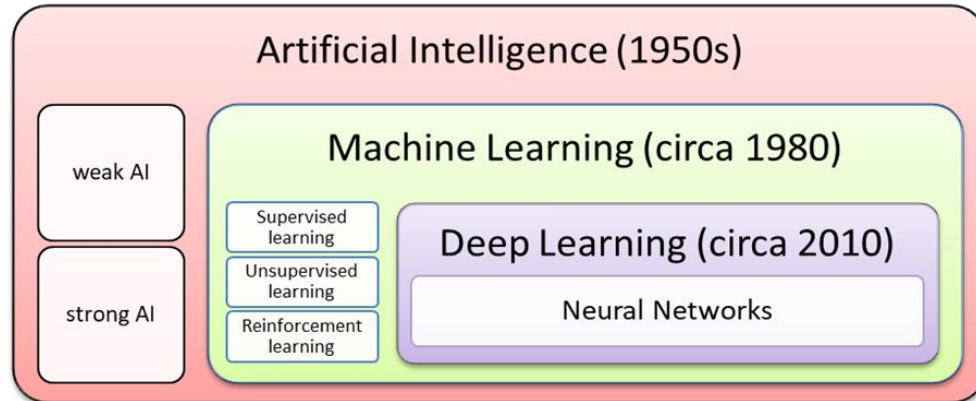 Artificial Intelligence (1950s)
weak AI
strong AI
Machine Learning (circa 1980)
Supervised
learning
Unsupervised
learning
Reinforcement
learning
Deep Learning (circa 2010)
Neural Networks